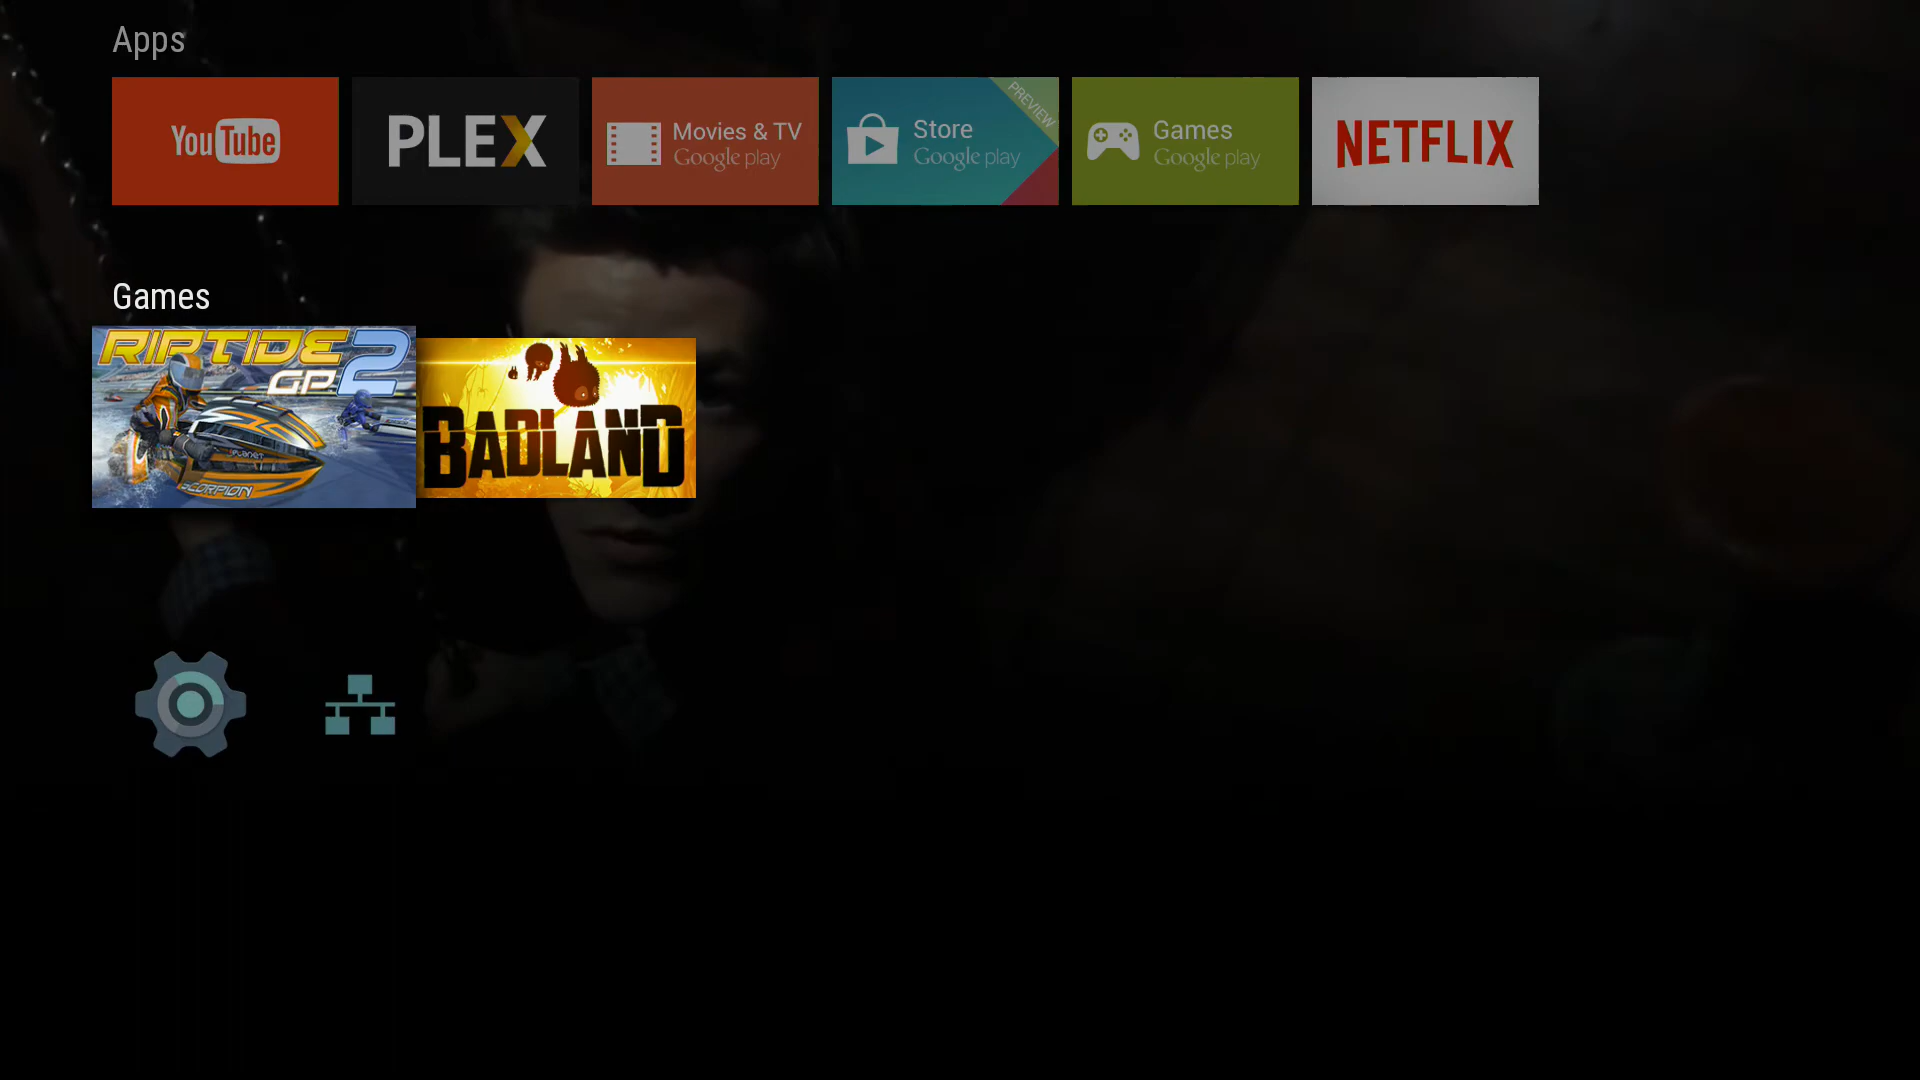 Apps
YouTube
PLEX
Movies & TV
Google play
Store
Google play
PREVIEW
Games
Google play
NETFLIX
Games
RIPTIDE
GP2
SCORPION
BADLAND